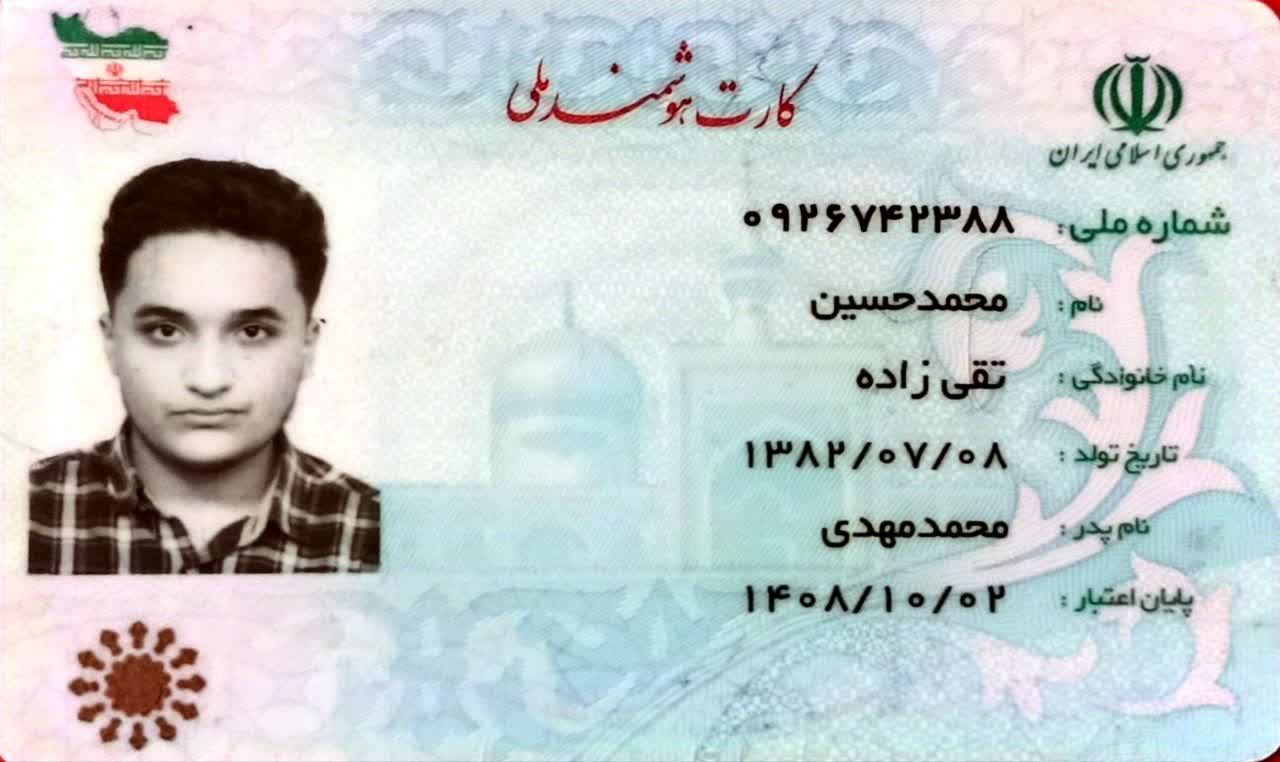 کارت هوشمند ملی
جمهوری اسلامی ایران
شماره ملی: ۰۹۲۶۷۴۲۳۸۸
نام : محمدحسین
نام خانوادگی : تقی زاده
تاریخ تولد : ۱۳۸۲/۰۷/۰۸
نام پدر : محمدمهدی
پایان اعتبار : ۱۴۰۸/۱۰/۰۲